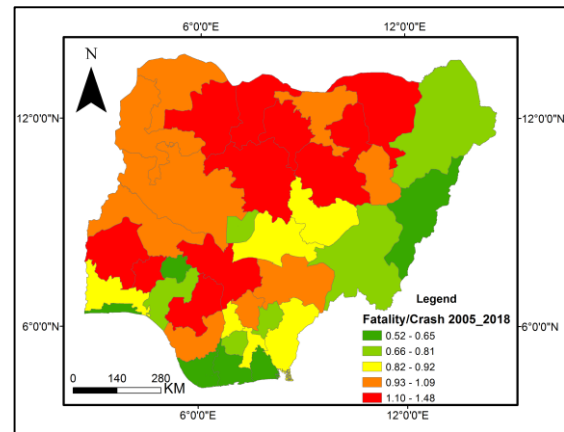 6°0'0"E 12°0'0"E
N
12°0'0"N 12°0'0"N
6°0'0"N 6°0'0"N
Legend
Fatality/Crash 2005_2018
0.52 - 0.65
0.66 - 0.81
0.82 - 0.92
0.93 - 1.09
1.10 - 1.48
0 140 280
KM
6°0'0"E 12°0'0"E